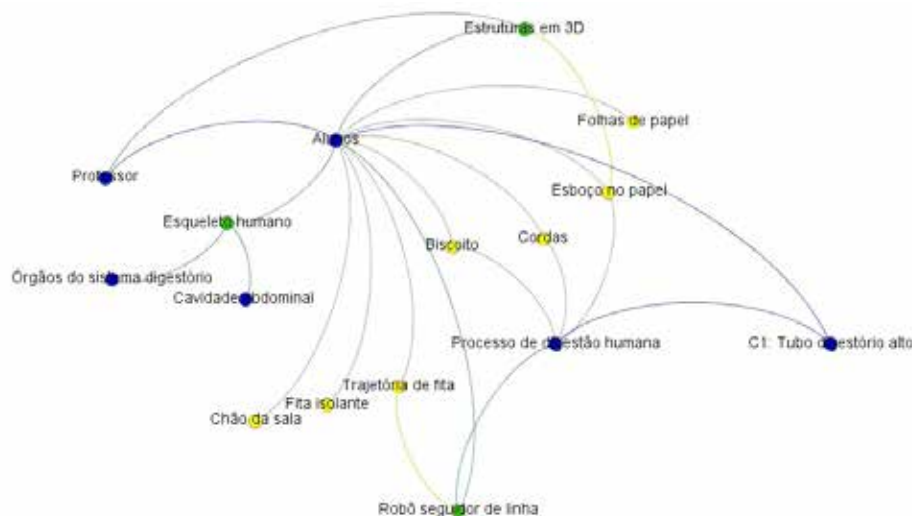 Estruturas em 3D
Folhas de papel
Alunos
Professor
Esboço no papel
Esqueleto humano
Biscoito
Cordas
Órgãos do sistema digestório
Cavidade abdominal
Processo de digestão humana
C1: Tubo digestório alto
Trajetória de fita
Fita isolante
Chão da sala
Robô seguidor de linha